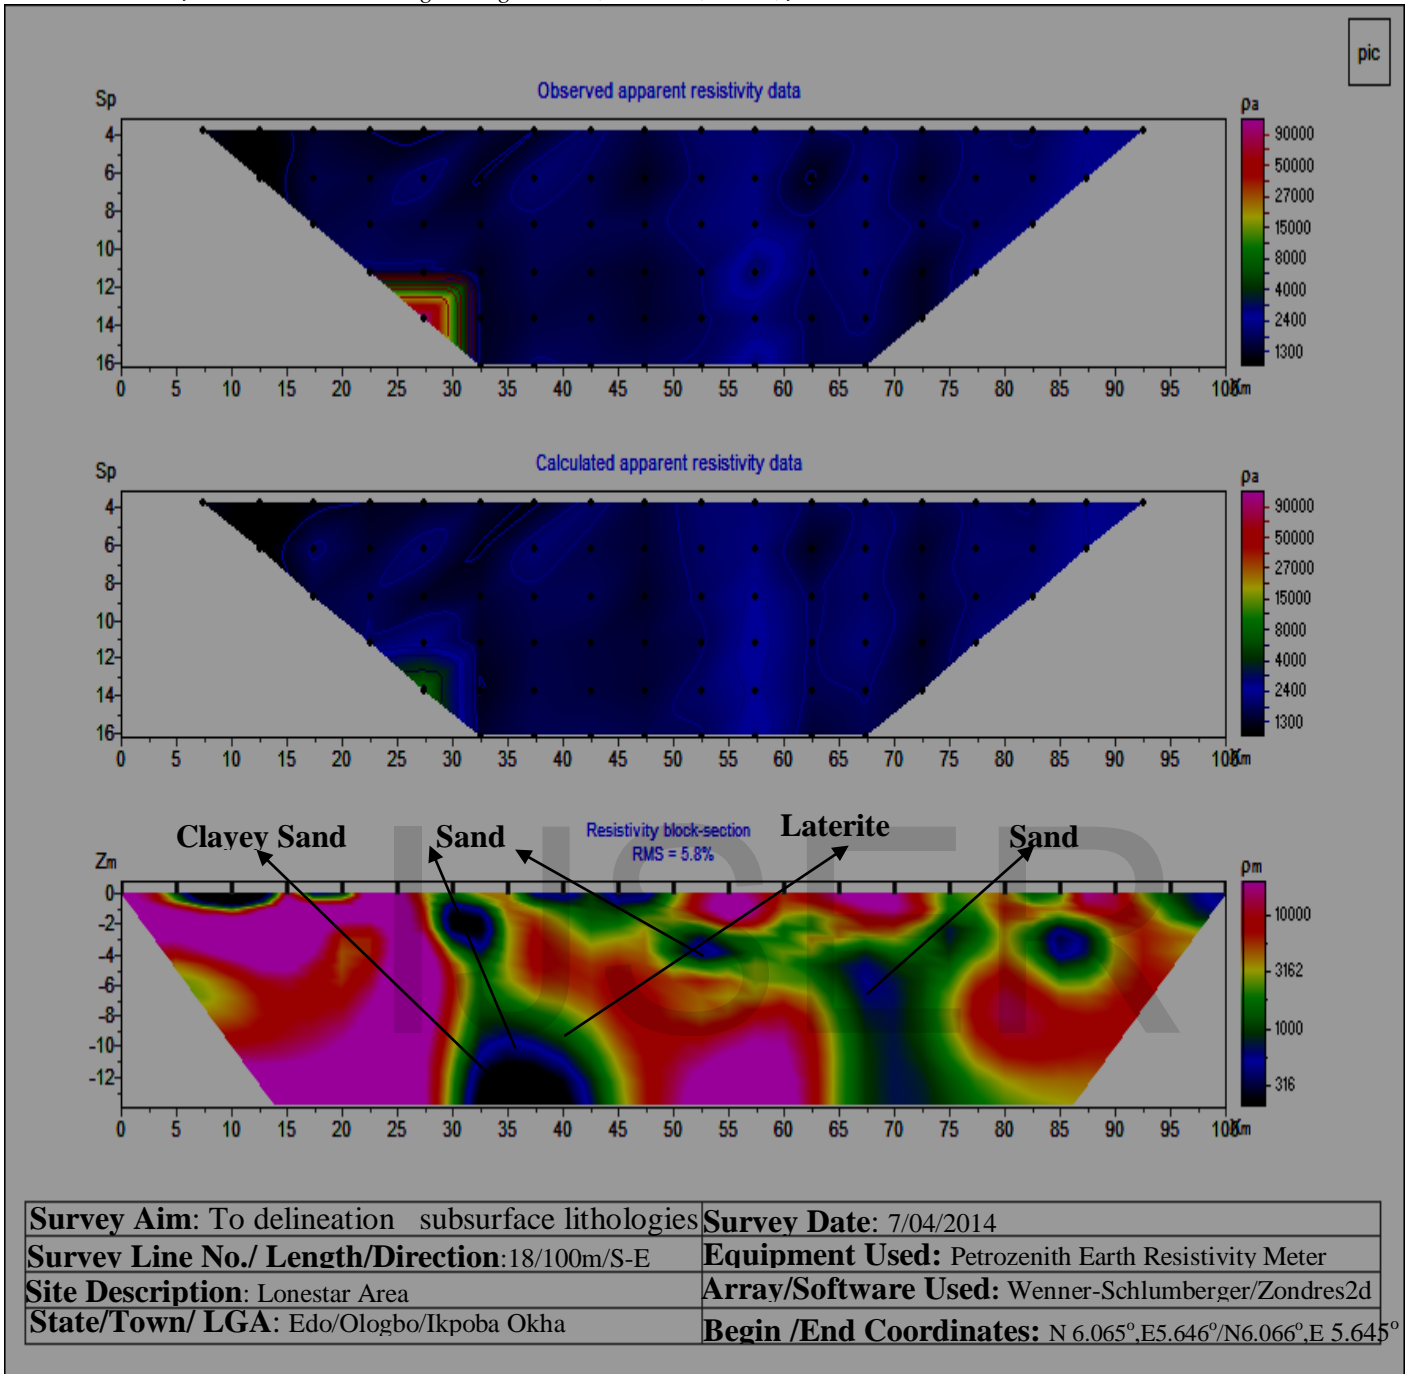 pic
Observed apparent resistivity data
Sp
ρa
4
6
8
10
12
14
16
90000
50000
27000
15000
8000
4000
2400
1300
0 5 10 15 20 25 30 35 40 45 50 55 60 65 70 75 80 85 90 95
Calculated apparent resistivity data
Sp
ρa
4
6
8
10
12
14
16
90000
50000
27000
15000
8000
4000
2400
1300
0 5 10 15 20 25 30 35 40 45 50 55 60 65 70 75 80 85 90 95
Clayey Sand Sand Resistivity block-section Laterite Sand
RMS = 5.8%
Zm
ρm
0
-2
-4
-6
-8
-10
-12
10000
3162
1000
316
0 5 10 15 20 25 30 35 40 45 50 55 60 65 70 75 80 85 90 95
IJSER
Survey Aim: To delineation subsurface lithologies Survey Date: 7/04/2014
Survey Line No./ Length/Direction:18/100m/S-E Equipment Used: Petrozenith Earth Resistivity Meter
Site Description: Lonestar Area Array/Software Used: Wenner-Schlumberger/Zondres2d
State/Town/ LGA: Edo/Ologbo/Ikpoba Okha Begin /End Coordinates: N 6.065°,E5.646°/N6.066°,E 5.645°